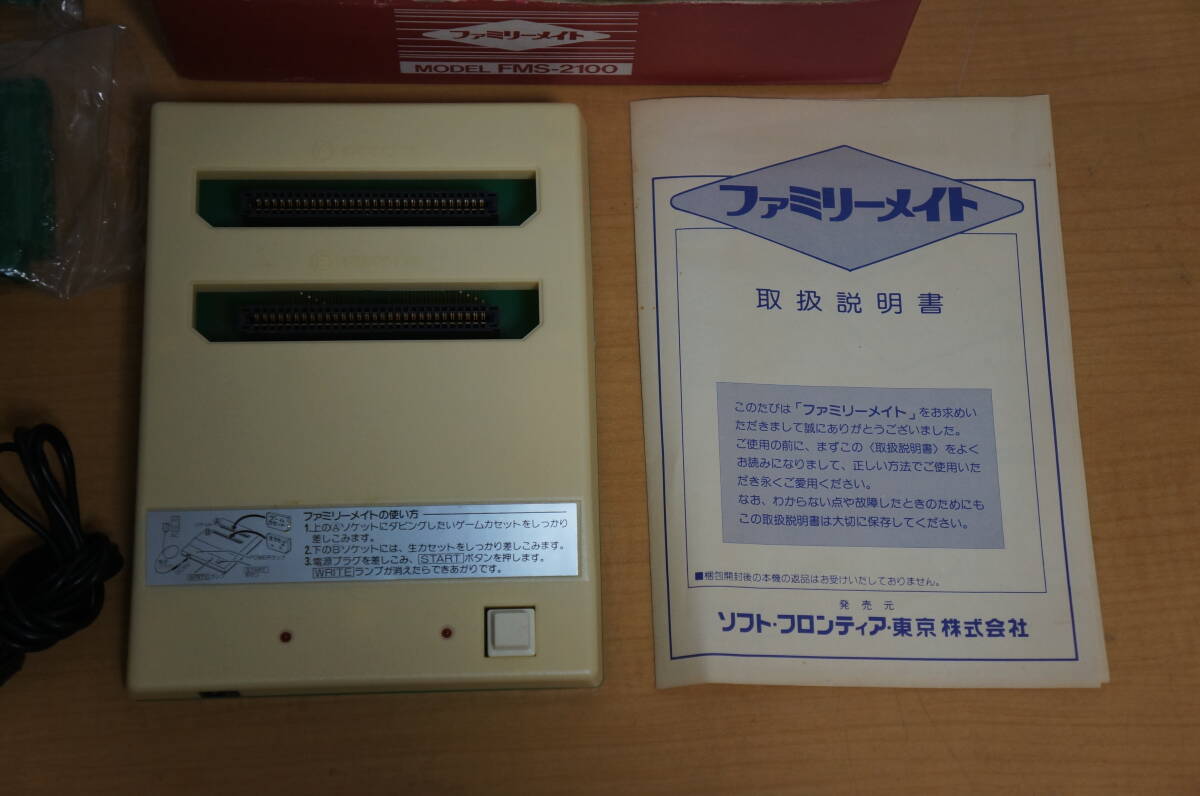 ファミリーメイト
MODEL FMS-2100
ファミリーメイト
取扱説明書
このたびは「ファミリーメイト」をお求めい
ただきまして誠にありがとうございました。
ご使用の前に、まずこの〈取扱説明書〉をよく
お読みになりまして、正しい方法でご使用いた
だき永くご愛用ください。
なお、わからない点や故障したときのためにも
この取扱説明書は大切に保存してください。
■梱包開封後の本機の返品はお受けいたしておりません。
発売元
ソフト・フロンティア・東京株式会社
ファミリーメイトの使い方
1.上のAソケットにダビングしたいゲームカセットをしっかり
差しこみます。
2.下のBソケットには、生カセットをしっかり差しこみます。
3.電源プラグを差しこみ、STARTボタンを押します。
WRITEランプが消えたらできあがりです。